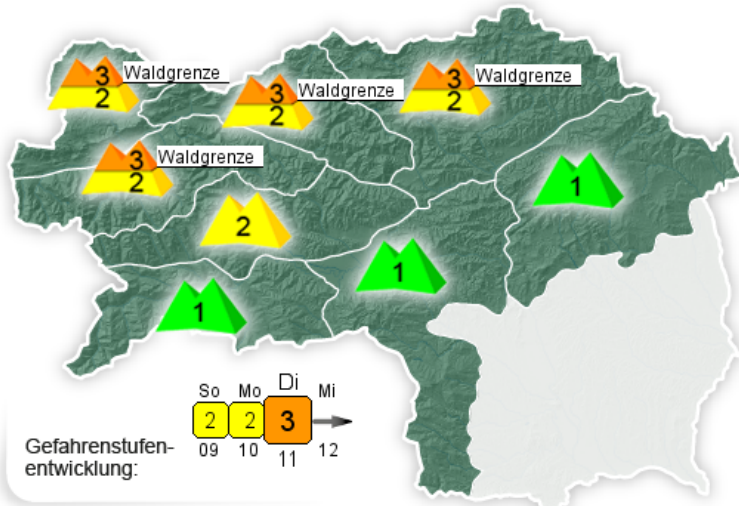 3 Waldgrenze
2
3 Waldgrenze
2
3 Waldgrenze
2
3 Waldgrenze
2
1
2
1
1
So Mo Di Mi
2 2 3
09 10 11 12
Gefahrenstufen-
entwicklung: